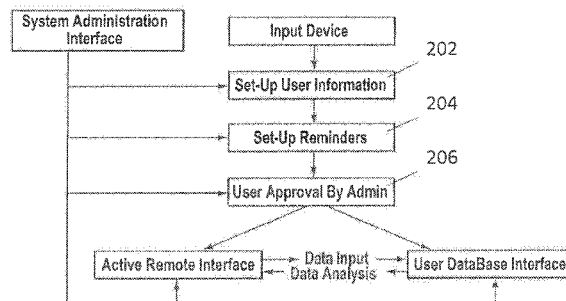 System Administration
Interface
Input Device
202
Set-Up User Information
204
Set-Up Reminders
206
User Approval By Admin
Active Remote Interface
Data Input
Data Analysis
User DataBase Interface